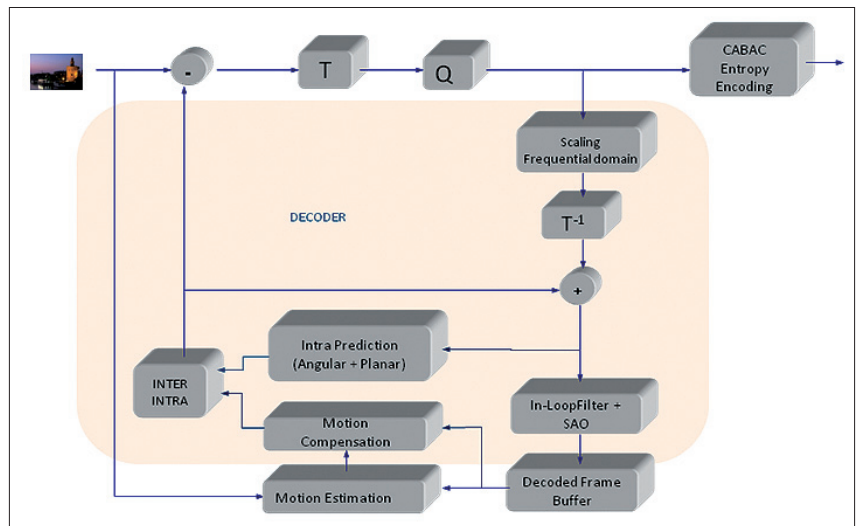 -
T
Q
CABAC
Entropy
Encoding
Scaling
Frequential domain
DECODER
T-1
+
Intra Prediction
(Angular + Planar)
INTER
INTRA
In-LoopFilter +
SAO
Motion
Compensation
Motion Estimation
Decoded Frame
Buffer